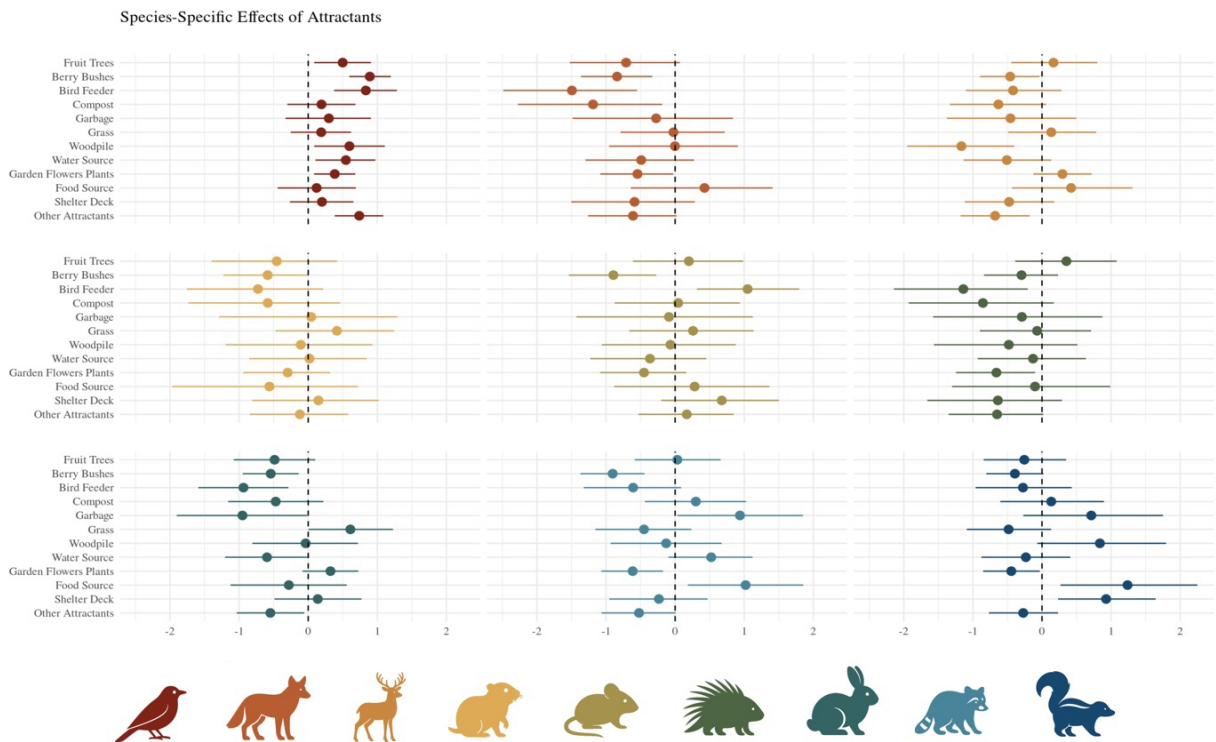 Species-Specific Effects of Attractants
Fruit Trees
Berry Bushes
Bird Feeder
Compost
Garbage
Grass
Woodpile
Water Source
Garden Flowers Plants
Food Source
Shelter Deck
Other Attractants
Fruit Trees
Berry Bushes
Bird Feeder
Compost
Garbage
Grass
Woodpile
Water Source
Garden Flowers Plants
Food Source
Shelter Deck
Other Attractants
Fruit Trees
Berry Bushes
Bird Feeder
Compost
Garbage
Grass
Woodpile
Water Source
Garden Flowers Plants
Food Source
Shelter Deck
Other Attractants
-2 -1 0 1 2 -2 -1 0 1 2 -2 -1 0 1 2